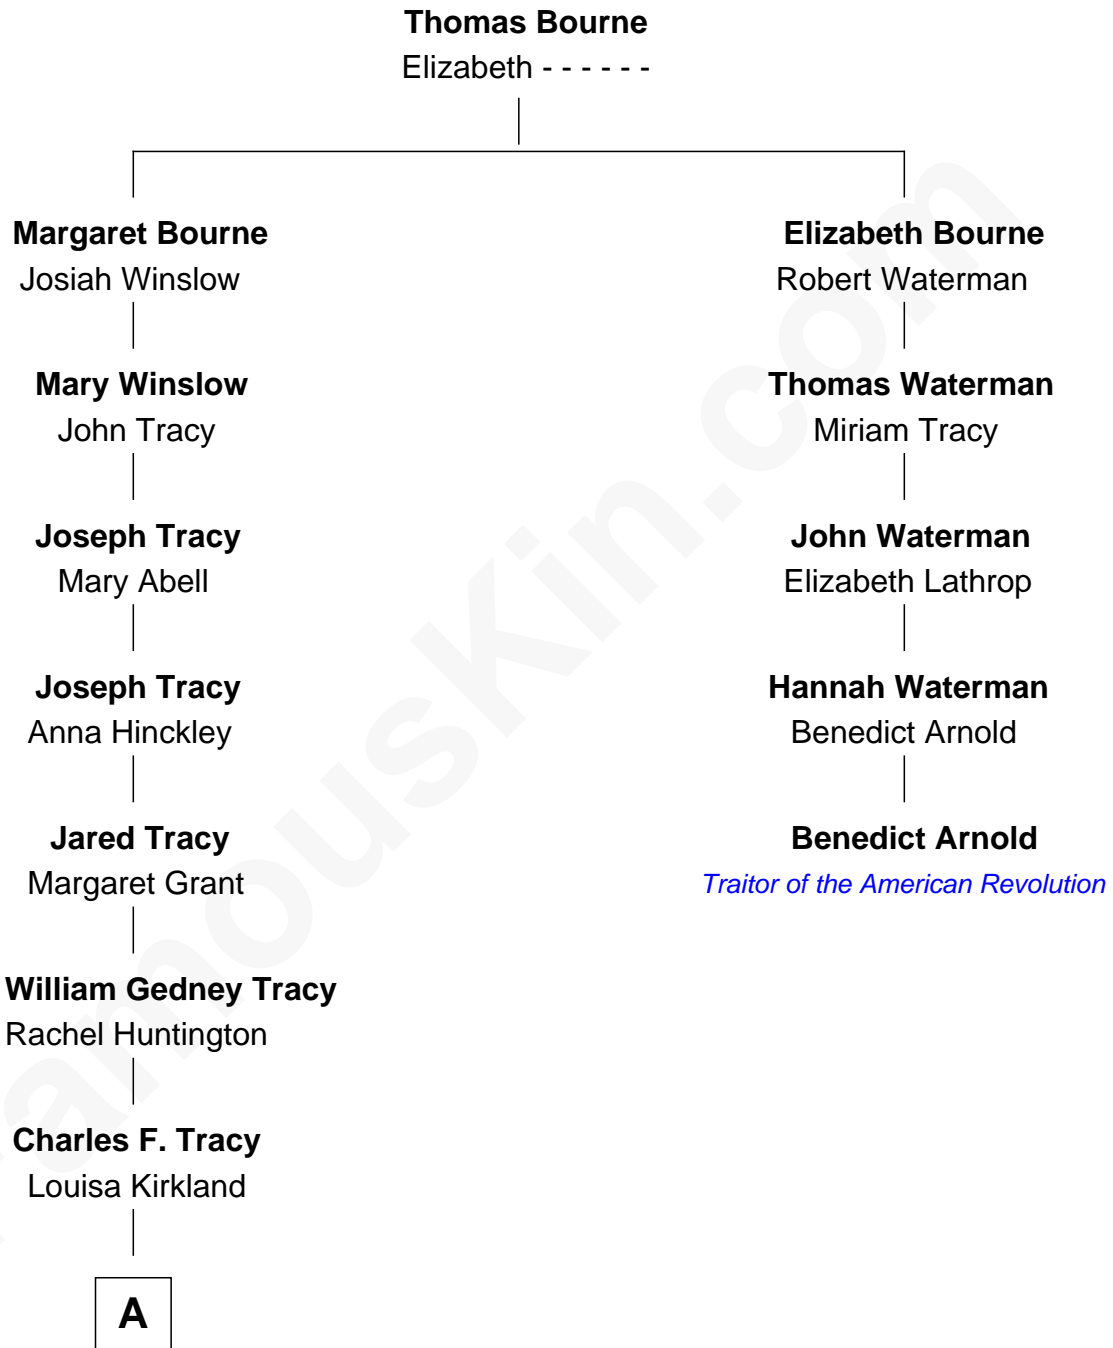 Thomas Bourne
Elizabeth - - - - - -
Margaret Bourne
Josiah Winslow
Elizabeth Bourne
Robert Waterman
Mary Winslow
John Tracy
Thomas Waterman
Miriam Tracy
Joseph Tracy
Mary Abell
John Waterman
Elizabeth Lathrop
Joseph Tracy
Anna Hinckley
Hannah Waterman
Benedict Arnold
Jared Tracy
Margaret Grant
Benedict Arnold
Traitor of the American Revolution
William Gedney Tracy
Rachel Huntington
Charles F. Tracy
Louisa Kirkland
A
FamousKin.com